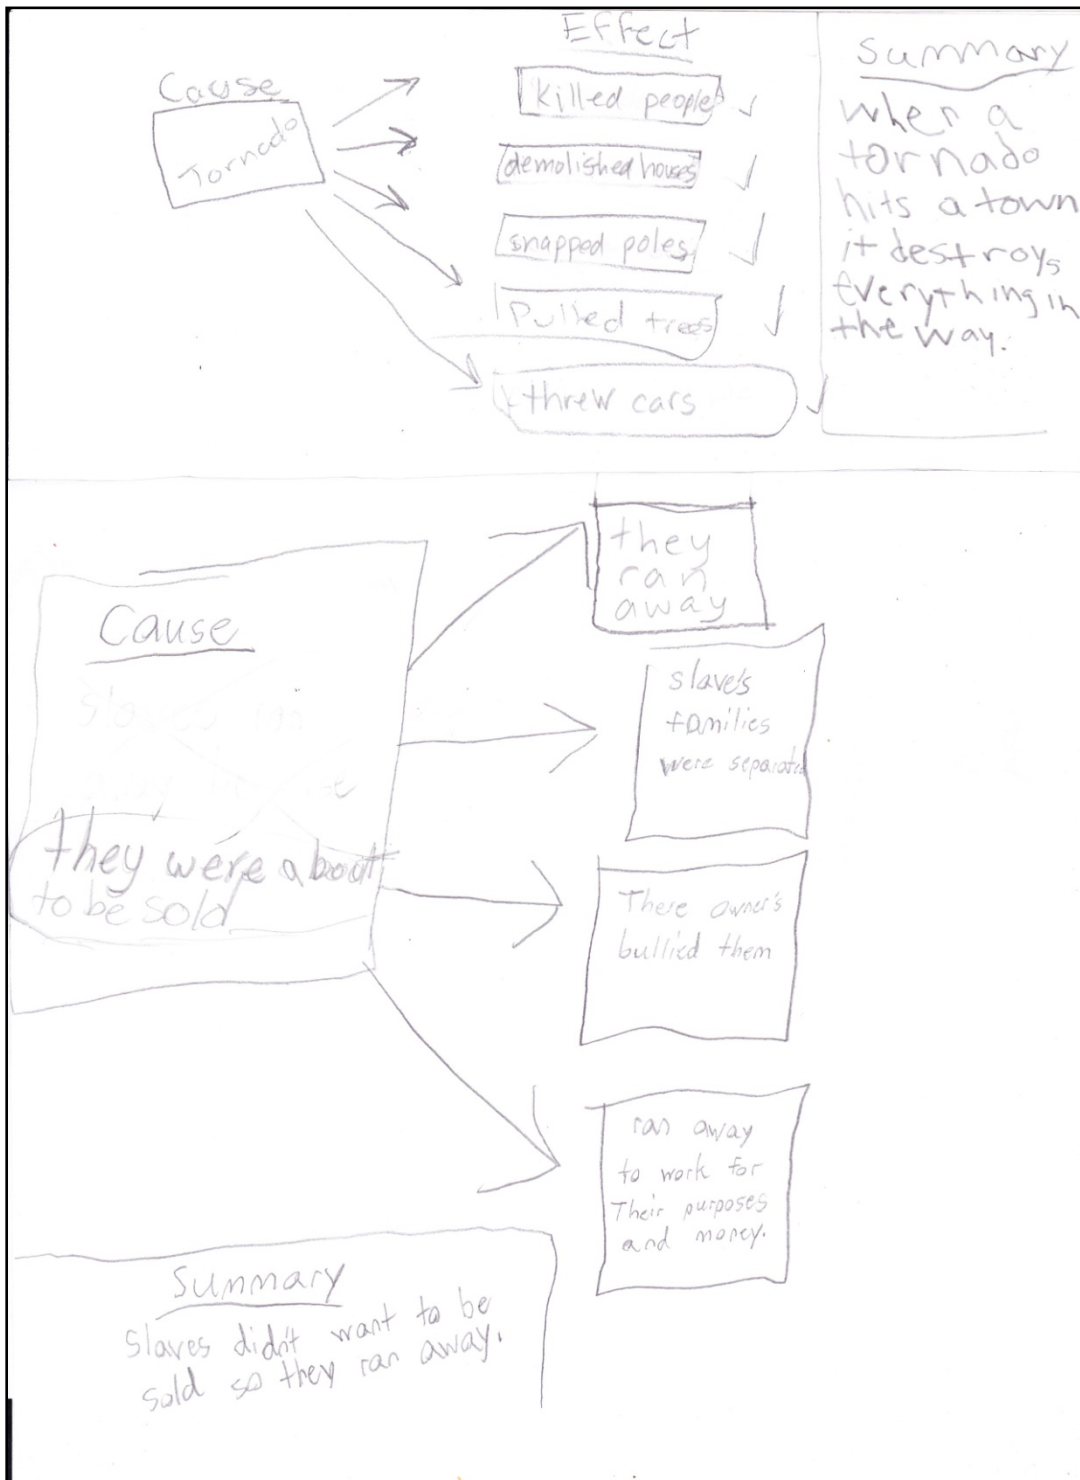 Cause
Tornado
Effect
Killed people
demolished houses
snapped poles
Pulled trees
threw cars
Summary
when a
tornado
hits a town
it destroys
everything in
the way.
Cause
slaves ran
they were about
to be sold
they
ran
away
slave's
families
were separated
There owner's
bullied them
ran away
to work for
Their purposes
and money.
Summary
Slaves didn't want to be
sold so they ran away.